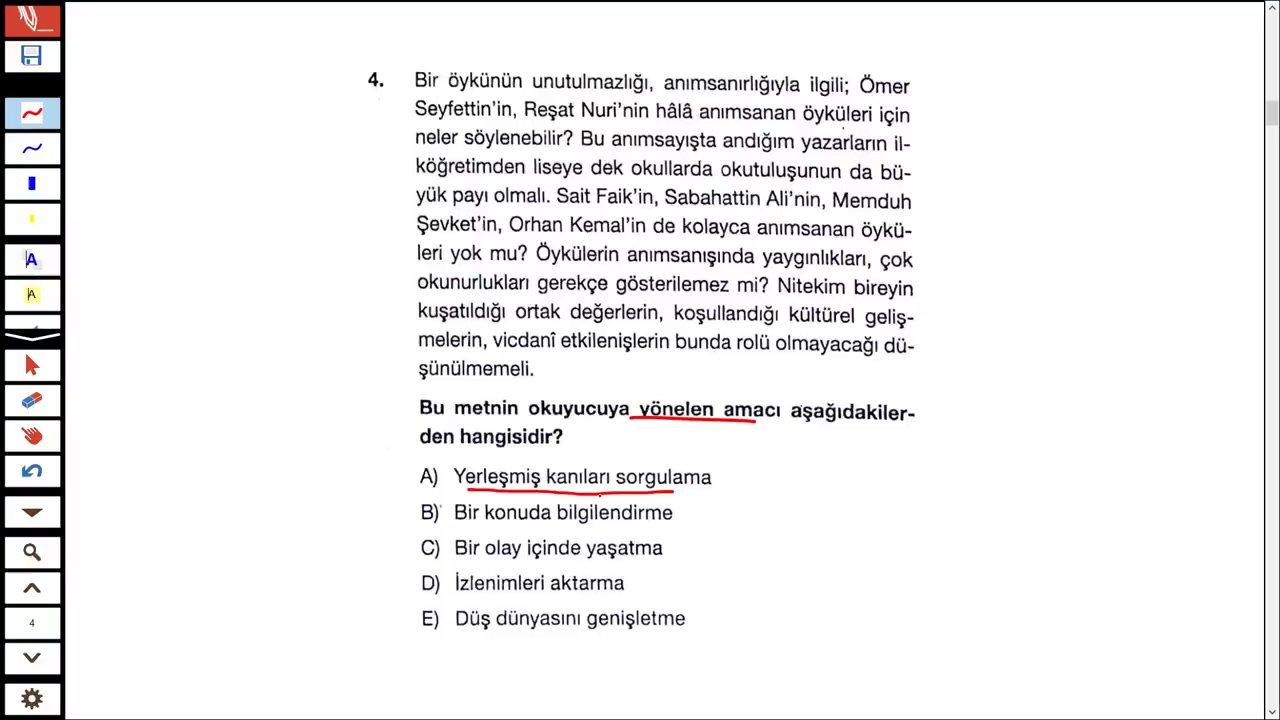 4. Bir öykünün unutulmazlığı, anımsanırlığıyla ilgili; Ömer
Seyfettin'in, Reşat Nuri'nin hâlâ anımsanan öyküleri için
neler söylenebilir? Bu anımsayışta andığım yazarların il-
köğretimden liseye dek okullarda okutuluşunun da bü-
yük payı olmalı. Sait Faik'in, Sabahattin Ali'nin, Memduh
Şevket'in, Orhan Kemal'in de kolayca anımsanan öykü-
leri yok mu? Öykülerin anımsanışında yaygınlıkları, çok
okunurlukları gerekçe gösterilemez mi? Nitekim bireyin
kuşatıldığı ortak değerlerin, koşullandığı kültürel geliş-
melerin, vicdanî etkilenişlerin bunda rolü olmayacağı dü-
şünülmemeli.
Bu metnin okuyucuya yönelen amacı aşağıdakiler-
den hangisidir?
A) Yerleşmiş kanıları sorgulama
B) Bir konuda bilgilendirme
C) Bir olay içinde yaşatma
D) İzlenimleri aktarma
E) Düş dünyasını genişletme
A
A
4